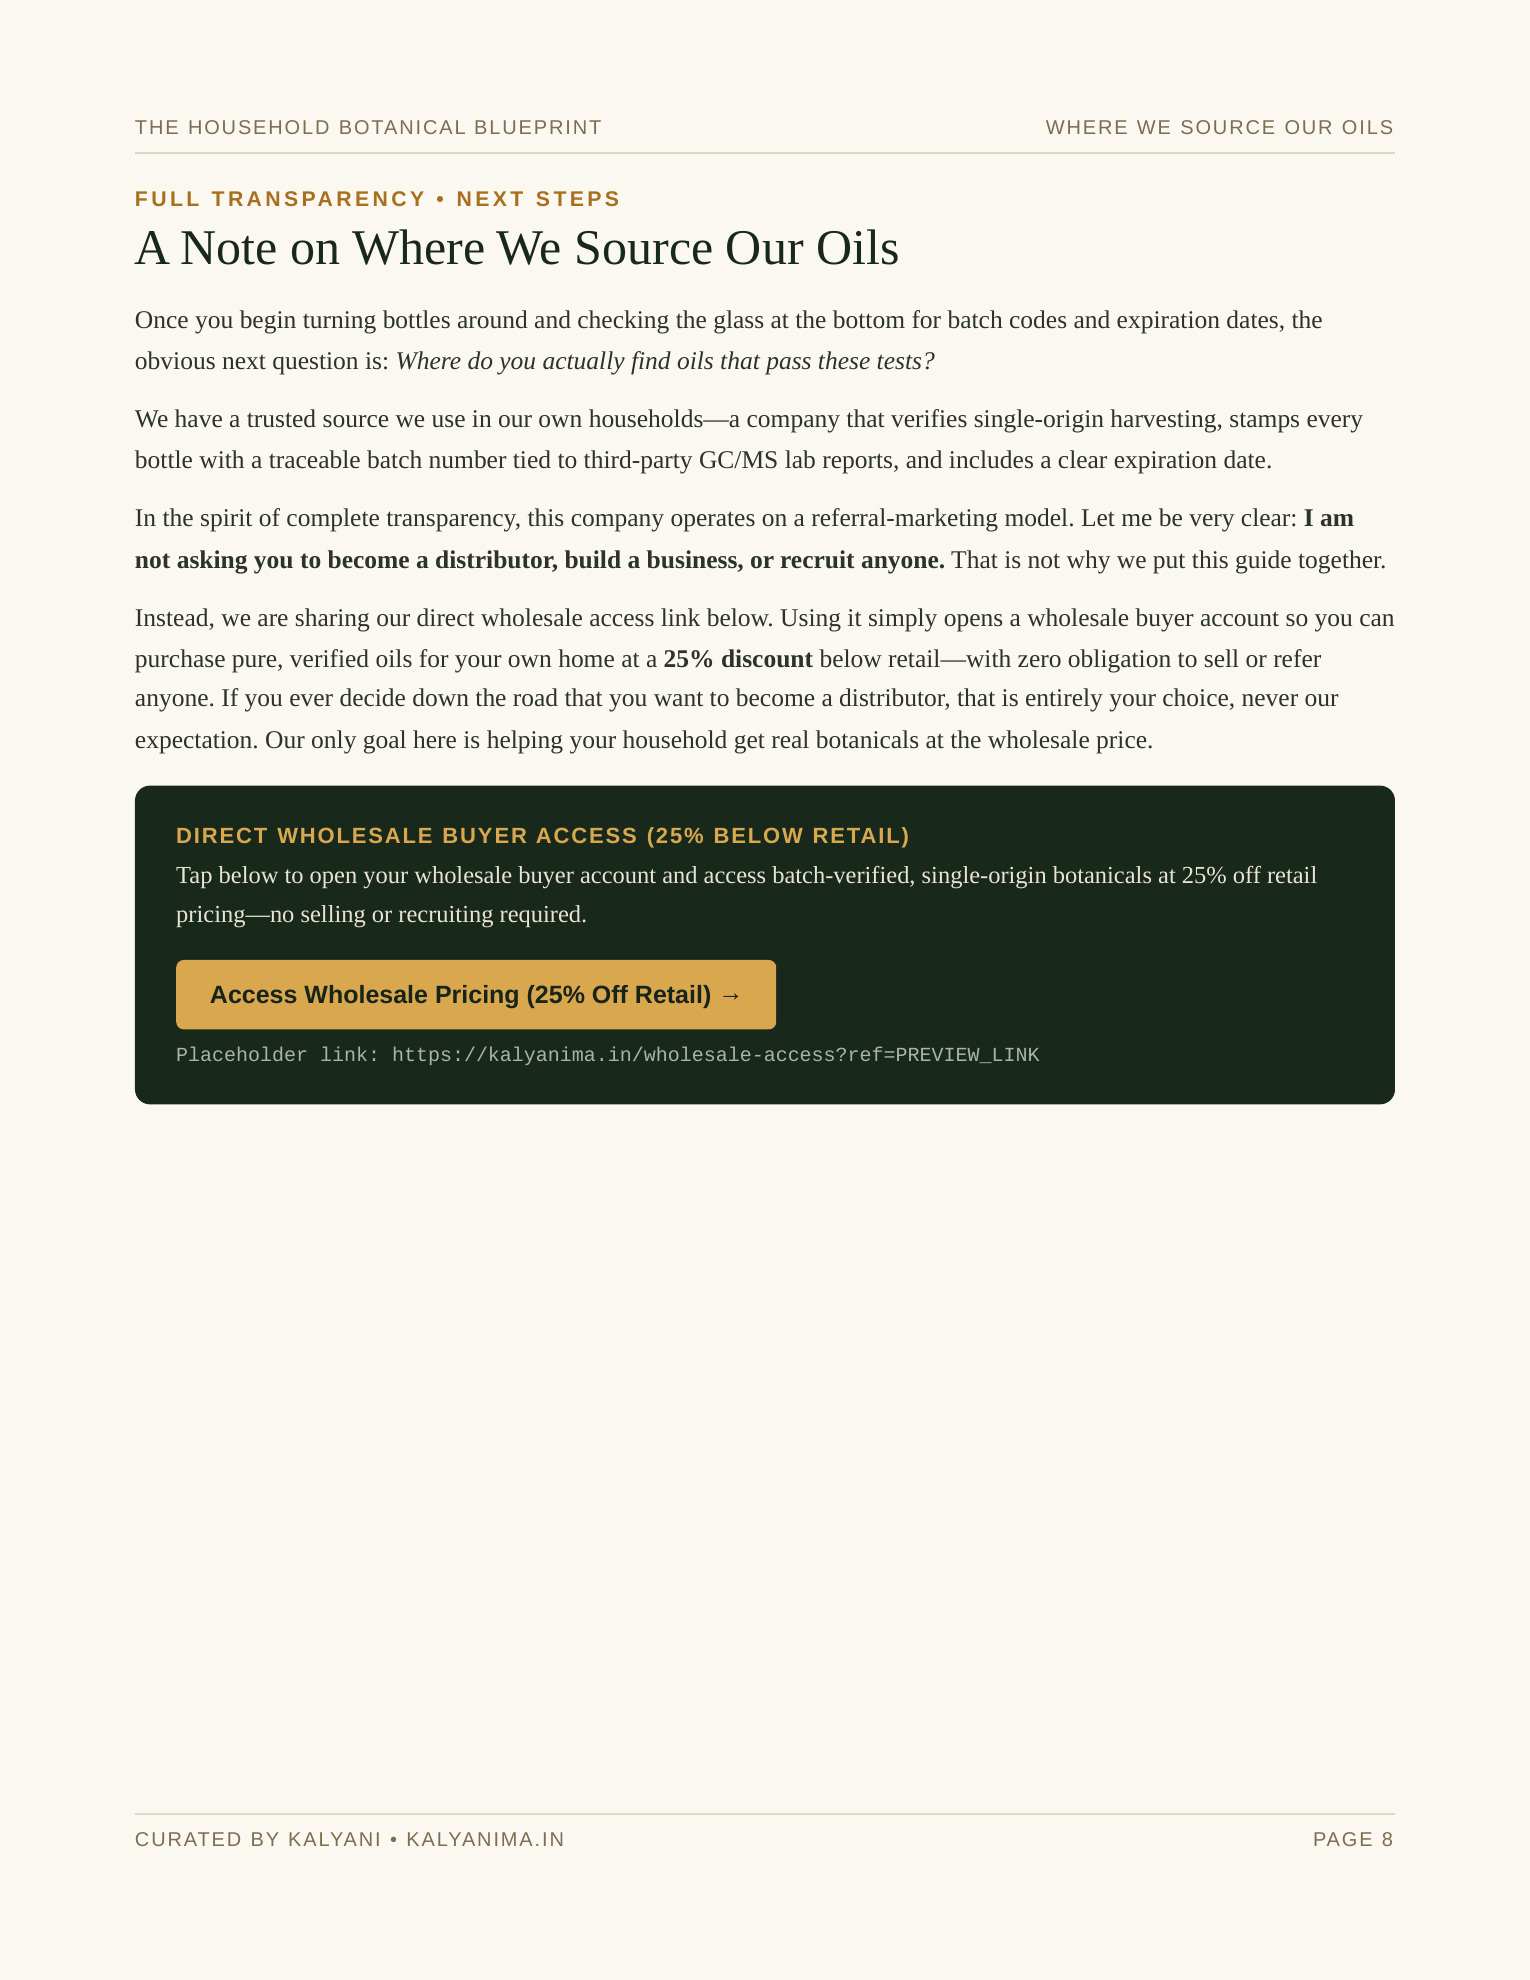 THE HOUSEHOLD BOTANICAL BLUEPRINT
WHERE WE SOURCE OUR OILS
FULL TRANSPARENCY • NEXT STEPS
A Note on Where We Source Our Oils
Once you begin turning bottles around and checking the glass at the bottom for batch codes and expiration dates, the
obvious next question is: Where do you actually find oils that pass these tests?
We have a trusted source we use in our own households—a company that verifies single-origin harvesting, stamps every
bottle with a traceable batch number tied to third-party GC/MS lab reports, and includes a clear expiration date.
In the spirit of complete transparency, this company operates on a referral-marketing model. Let me be very clear: I am
not asking you to become a distributor, build a business, or recruit anyone. That is not why we put this guide together.
Instead, we are sharing our direct wholesale access link below. Using it simply opens a wholesale buyer account so you can
purchase pure, verified oils for your own home at a 25% discount below retail—with zero obligation to sell or refer
anyone. If you ever decide down the road that you want to become a distributor, that is entirely your choice, never our
expectation. Our only goal here is helping your household get real botanicals at the wholesale price.
DIRECT WHOLESALE BUYER ACCESS (25% BELOW RETAIL)
Tap below to open your wholesale buyer account and access batch-verified, single-origin botanicals at 25% off retail
pricing—no selling or recruiting required.
Access Wholesale Pricing (25% Off Retail) →
Placeholder link: https://kalyanima.in/wholesale-access?ref=PREVIEW_LINK
CURATED BY KALYANI • KALYANIMA.IN
PAGE 8